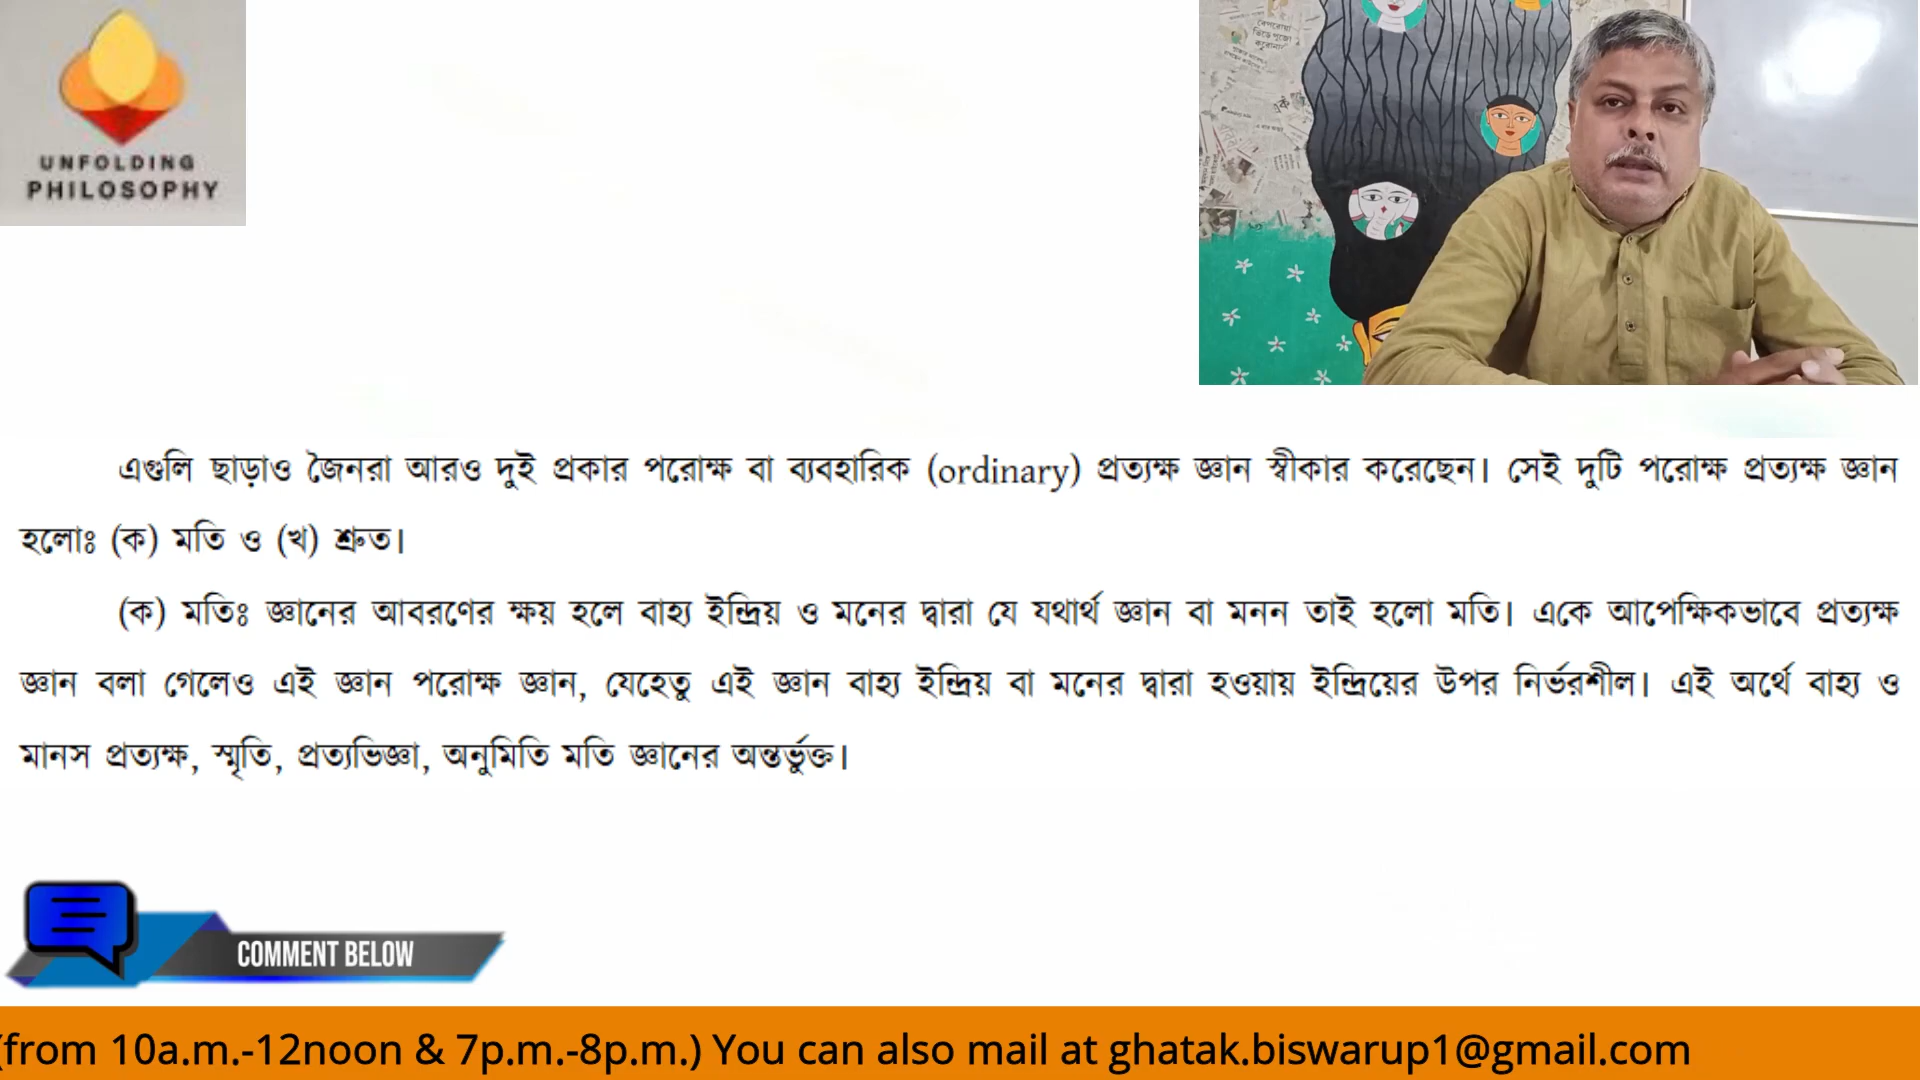 UNFOLDING
PHILOSOPHY
এগুলি ছাড়াও জৈনরা আরও দুই প্রকার পরোক্ষ বা ব্যবহারিক (ordinary) প্রত্যক্ষ জ্ঞান স্বীকার করেছেন। সেই দুটি পরোক্ষ প্রত্যক্ষ জ্ঞান
হলোঃ (ক) মতি ও (খ) শ্রুত।
(ক) মতিঃ জ্ঞানের আবরণের ক্ষয় হলে বাহ্য ইন্দ্রিয় ও মনের দ্বারা যে যথার্থ জ্ঞান বা মনন তাই হলো মতি। একে আপেক্ষিকভাবে প্রত্যক্ষ
জ্ঞান বলা গেলেও এই জ্ঞান পরোক্ষ জ্ঞান, যেহেতু এই জ্ঞান বাহ্য ইন্দ্রিয় বা মনের দ্বারা হওয়ায় ইন্দ্রিয়ের উপর নির্ভরশীল। এই অর্থে বাহ্য ও
মানস প্রত্যক্ষ, স্মৃতি, প্রত্যভিজ্ঞা, অনুমিতি মতি জ্ঞানের অন্তর্ভুক্ত।
COMMENT BELOW
(from 10a.m.-12noon & 7p.m.-8p.m.) You can also mail at ghatak.biswarup1@gmail.com